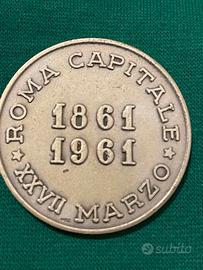 ROMA CAPITALE
1861
1961
★ XXVII MARZO ★
subito